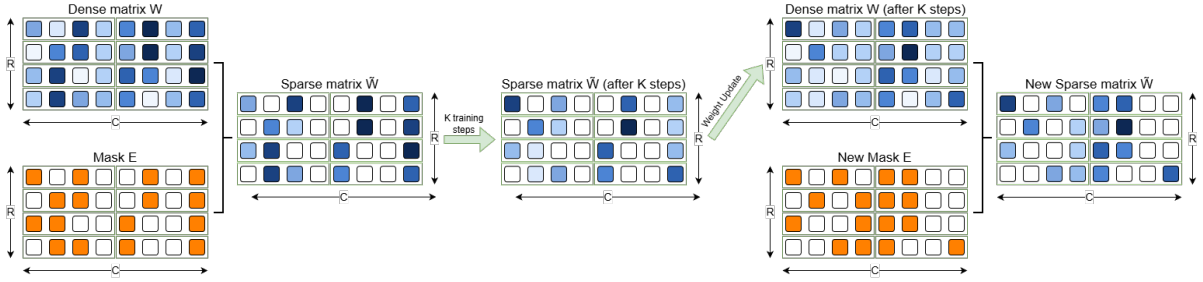 Dense matrix W
R
C
Mask E
R
C
Sparse matrix W̃
R
C
K training
steps
Sparse matrix W̃ (after K steps)
R
C
Weight Update
Dense matrix W (after K steps)
R
C
New Mask E
R
C
New Sparse matrix W̃
R
C